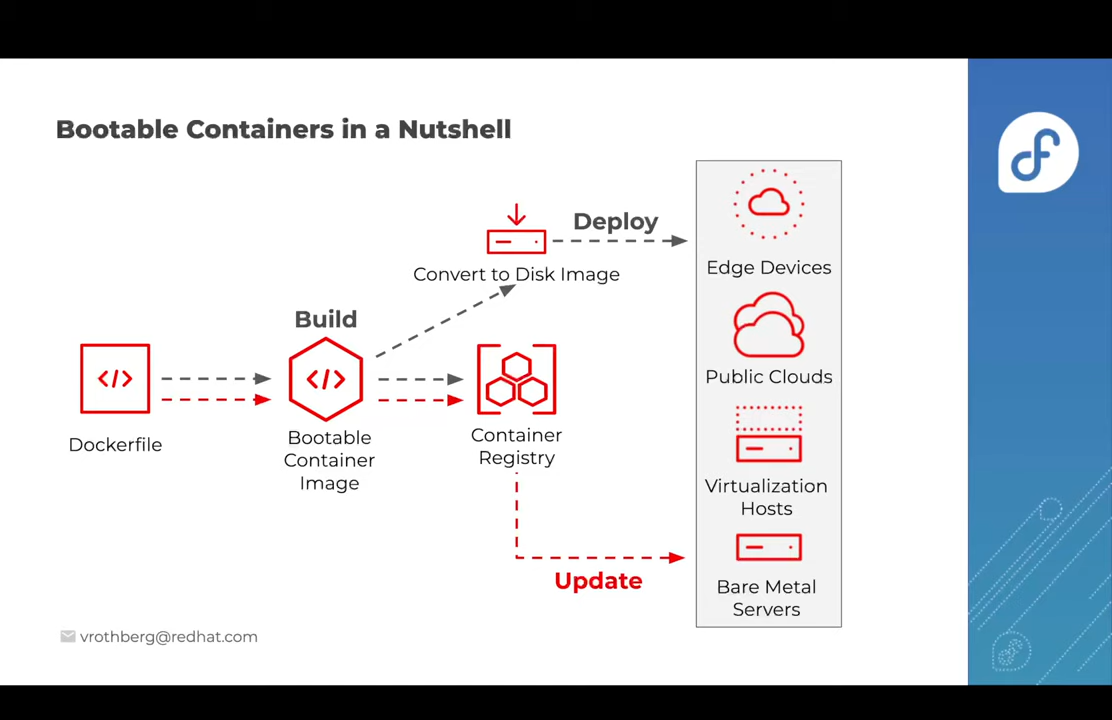 Bootable Containers in a Nutshell
Deploy
Convert to Disk Image
Edge Devices
Build
Public Clouds
Dockerfile
Bootable
Container
Image
Container
Registry
Virtualization
Hosts
Update
Bare Metal
Servers
vrothberg@redhat.com